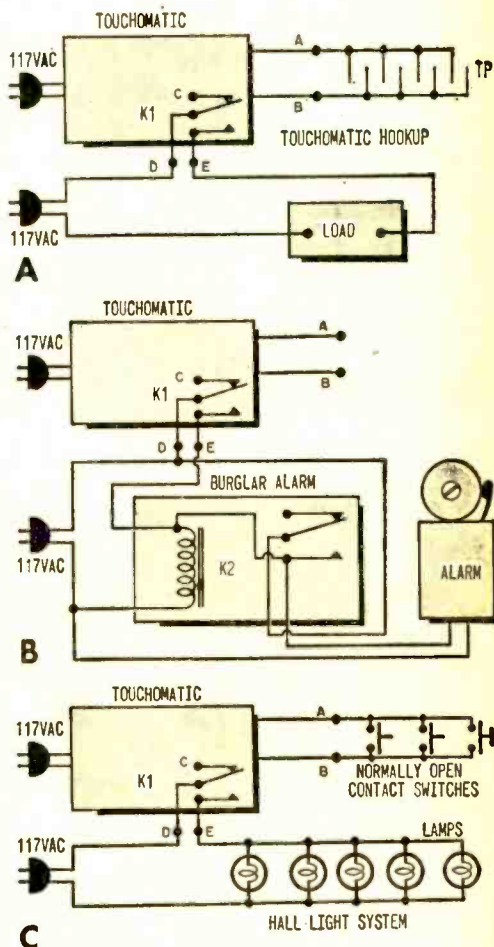 TOUCHOMATIC
117VAC
A
C
K1
B
TP
TOUCHOMATIC HOOKUP
D E
117VAC
LOAD
A
TOUCHOMATIC
117VAC
A
C
K1
B
D E
BURGLAR ALARM
117VAC
K2
ALARM
B
TOUCHOMATIC
117VAC
A
C
K1
B
NORMALLY OPEN
CONTACT SWITCHES
D E
117VAC
LAMPS
HALL-LIGHT SYSTEM
C